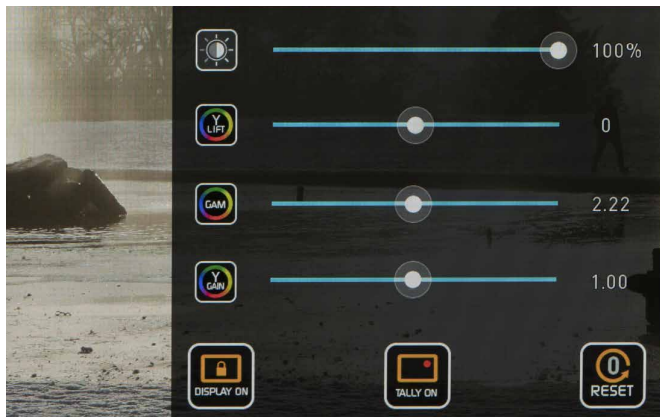 100%
Y
LIFT
0
GAM
2.22
Y
GAIN
1.00
DISPLAY ON
TALLY ON
0
RESET